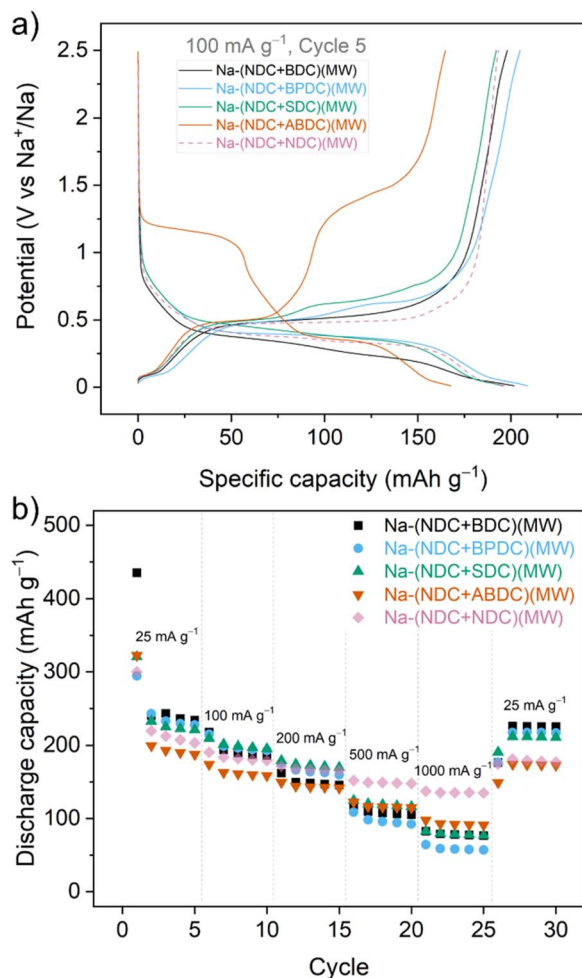 a)
100 mA g⁻¹, Cycle 5
Na-(NDC+BDC)(MW)
Na-(NDC+BPDC)(MW)
Na-(NDC+SDC)(MW)
Na-(NDC+ABDC)(MW)
Na-(NDC+NDC)(MW)
2.5
2.0
1.5
1
0.5
0
Potential (V vs Na⁺/Na)
0 50 100 150 200
Specific capacity (mAh g⁻¹)
b)
Na-(NDC+BDC)(MW)
Na-(NDC+BPDC)(MW)
Na-(NDC+SDC)(MW)
Na-(NDC+ABDC)(MW)
Na-(NDC+NDC)(MW)
500
400
300
200
100
0
Discharge capacity (mAh g⁻¹)
25 mA g⁻¹
100 mA g⁻¹
200 mA g⁻¹
500 mA g⁻¹
1000 mA g⁻¹
25 mA g⁻¹
0 5 10 15 20 25 30
Cycle